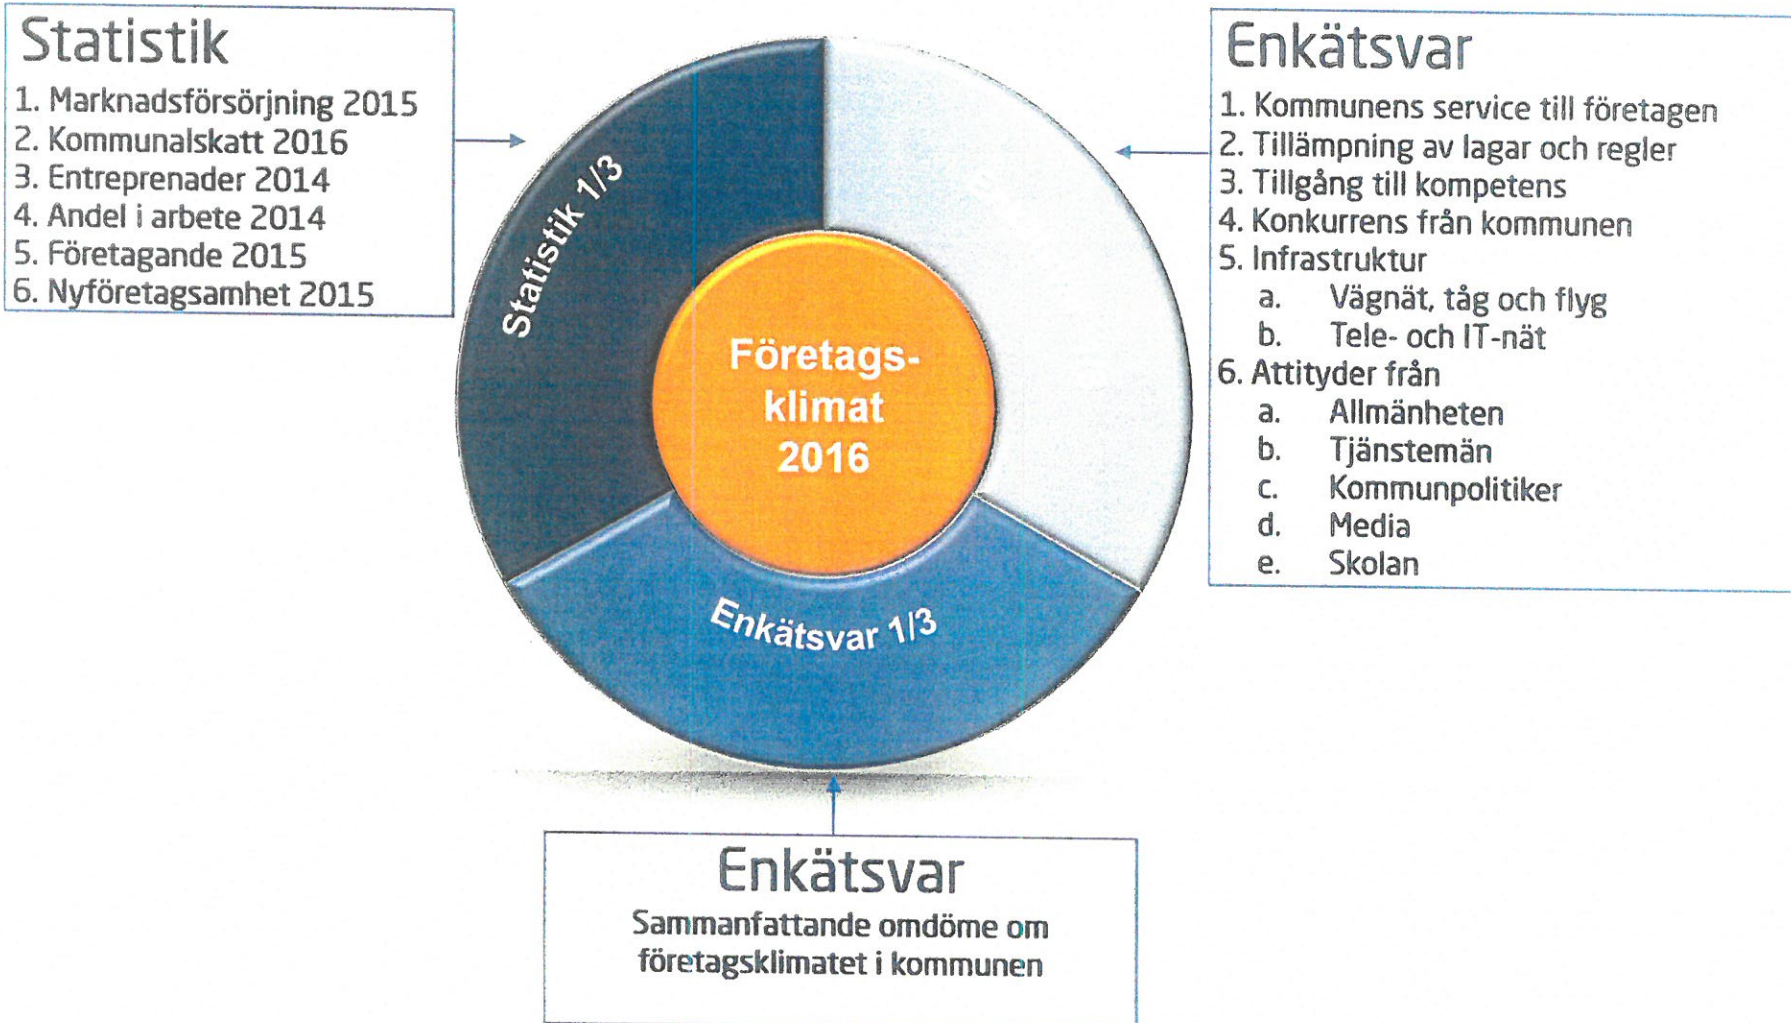 Statistik
1. Marknadsförsörjning 2015
2. Kommunalskatt 2016
3. Entreprenader 2014
4. Andel i arbete 2014
5. Företagande 2015
6. Nyföretagsamhet 2015
Statistik 1/3
Företags-
klimat
2016
Enkätsvar 1/3
Enkätsvar
1. Kommunens service till företagen
2. Tillämpning av lagar och regler
3. Tillgång till kompetens
4. Konkurrens från kommunen
5. Infrastruktur
a. Vägnät, tåg och flyg
b. Tele- och IT-nät
6. Attityder från
a. Allmänheten
b. Tjänstemän
c. Kommunpolitiker
d. Media
e. Skolan
Enkätsvar
Sammanfattande omdöme om
företagsklimatet i kommunen